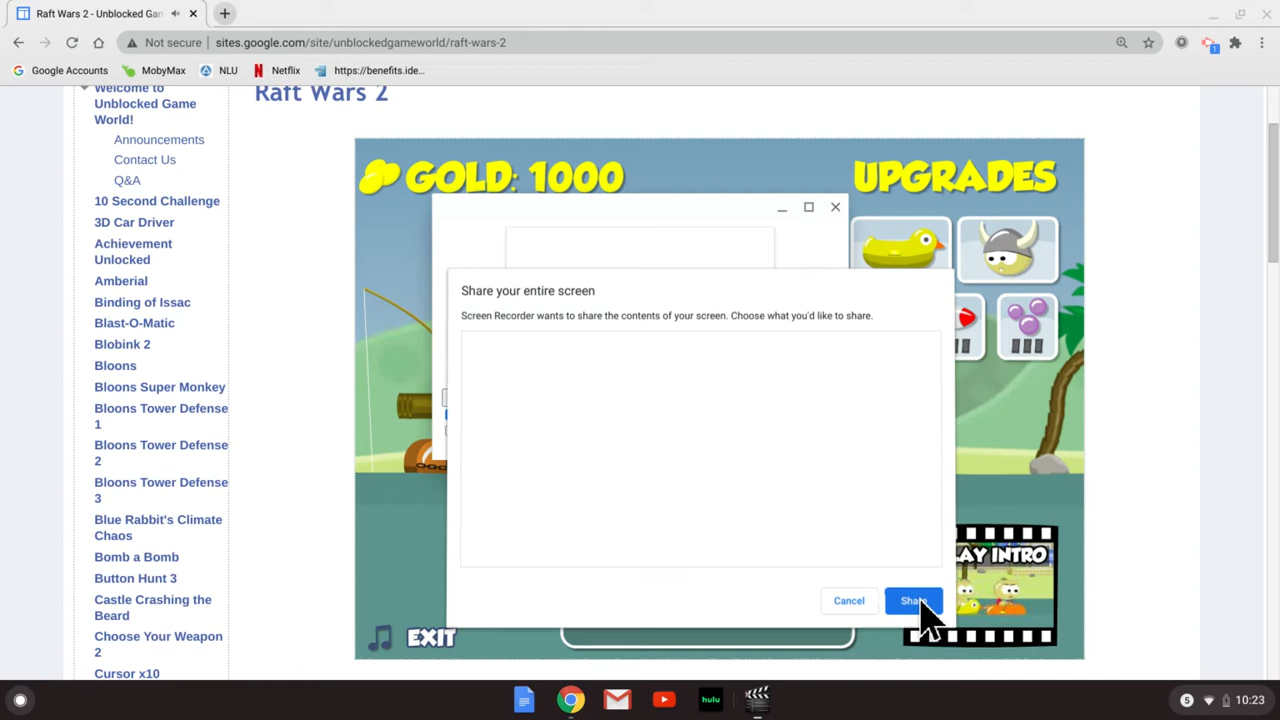 Raft Wars 2 - Unblocked Gam
Not secure
sites.google.com/site/unblockedgameworld/raft-wars-2
1
Google Accounts
MobyMax
NLU
Netflix
https://benefits.ide...
Welcome to
Unblocked Game
World!
Announcements
Contact Us
Q&A
10 Second Challenge
3D Car Driver
Achievement
Unlocked
Amberial
Binding of Issac
Blast-O-Matic
Blobink 2
Bloons
Bloons Super Monkey
Bloons Tower Defense
1
Bloons Tower Defense
2
Bloons Tower Defense
3
Blue Rabbit's Climate
Chaos
Bomb a Bomb
Button Hunt 3
Castle Crashing the
Beard
Choose Your Weapon
2
Cursor x10
Raft Wars 2
GOLD: 1000
UPGRADES
Share your entire screen
Screen Recorder wants to share the contents of your screen. Choose what you'd like to share.
Cancel
Share
AY INTRO
EXIT
hulu
5
10:23